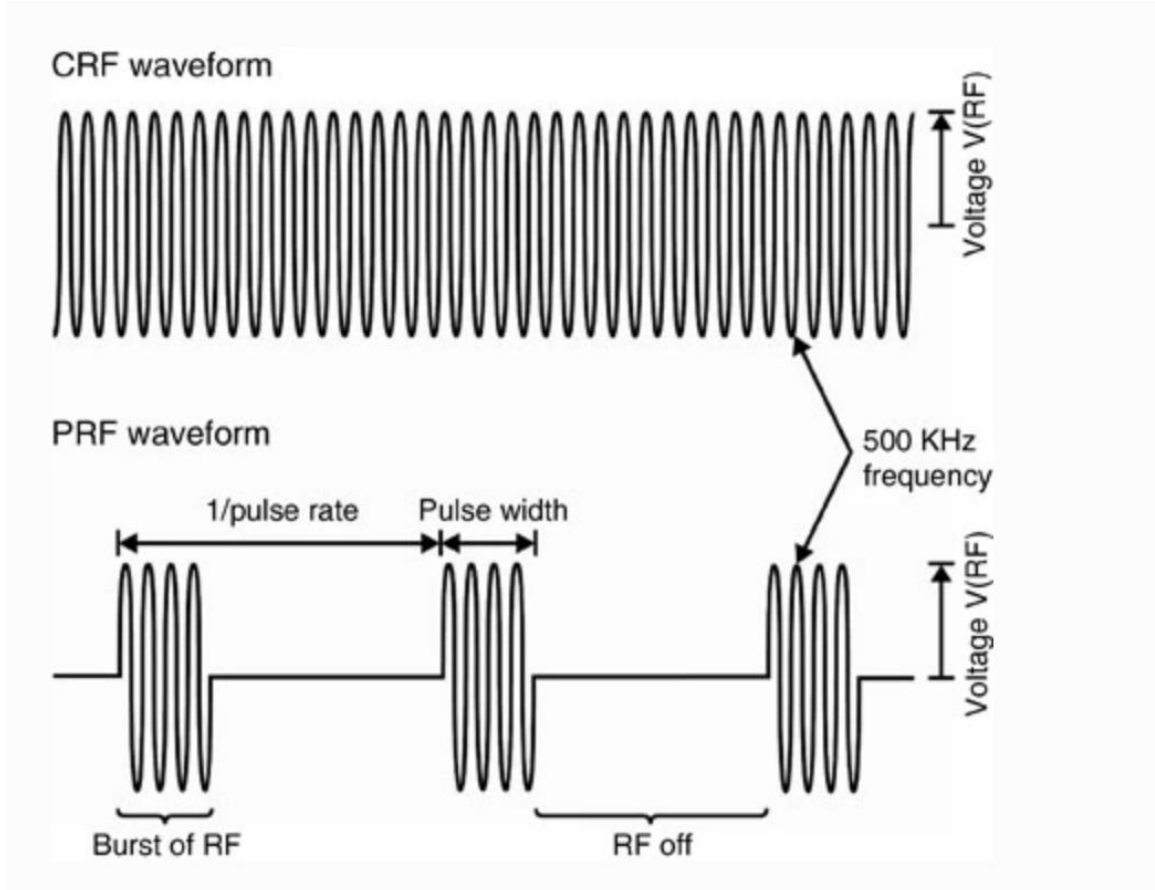 CRF waveform
Voltage V(RF)
PRF waveform
500 KHz
frequency
1/pulse rate
Pulse width
Voltage V(RF)
Burst of RF
RF off